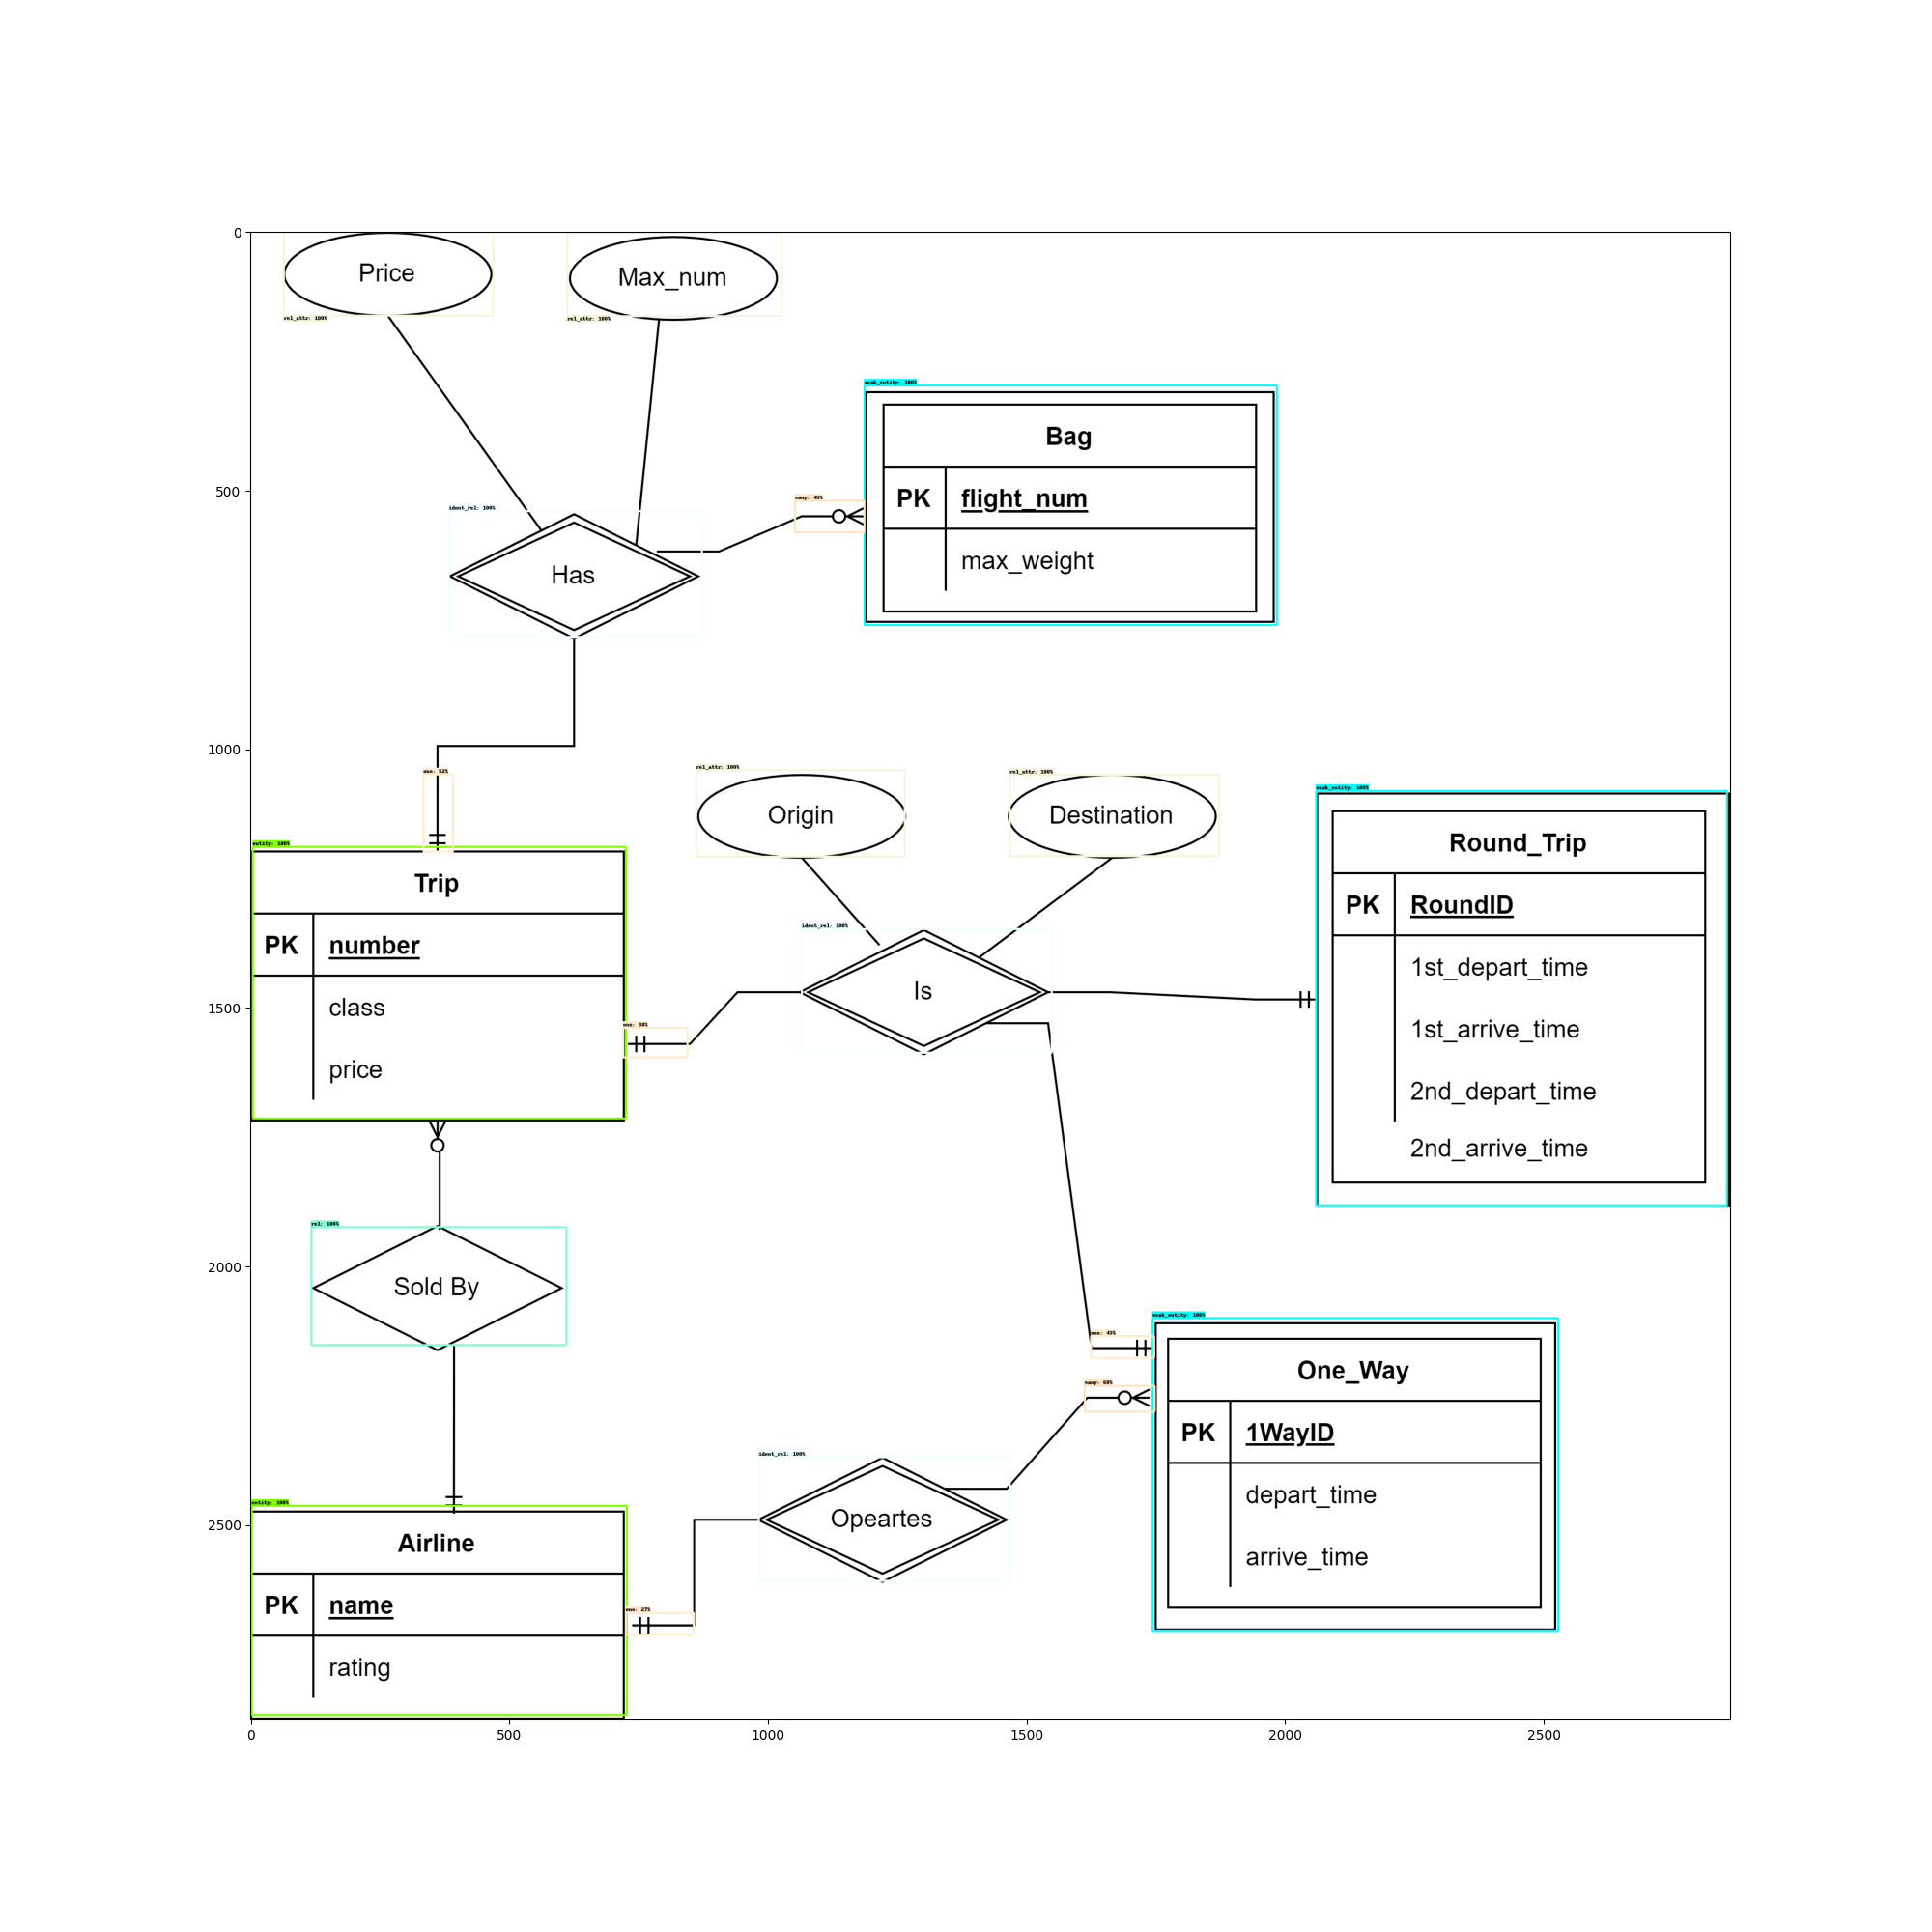 0
Price
Max_num
rel_attr: 100%
rel_attr: 100%
weak_entity: 100%
Bag
500
many: 45%
PK
flight_num
ident_rel: 100%
max_weight
Has
1000
one: 52%
rel_attr: 100%
rel_attr: 100%
weak_entity: 100%
Origin
Destination
entity: 100%
Round_Trip
Trip
PK
RoundID
ident_rel: 100%
PK
number
1st_depart_time
Is
1500
class
one: 38%
1st_arrive_time
price
2nd_depart_time
2nd_arrive_time
rel: 100%
2000
Sold By
weak_entity: 100%
one: 43%
One_Way
many: 68%
PK
1WayID
ident_rel: 100%
depart_time
entity: 100%
2500
Opeartes
Airline
arrive_time
PK
name
one: 27%
rating
0
500
1000
1500
2000
2500